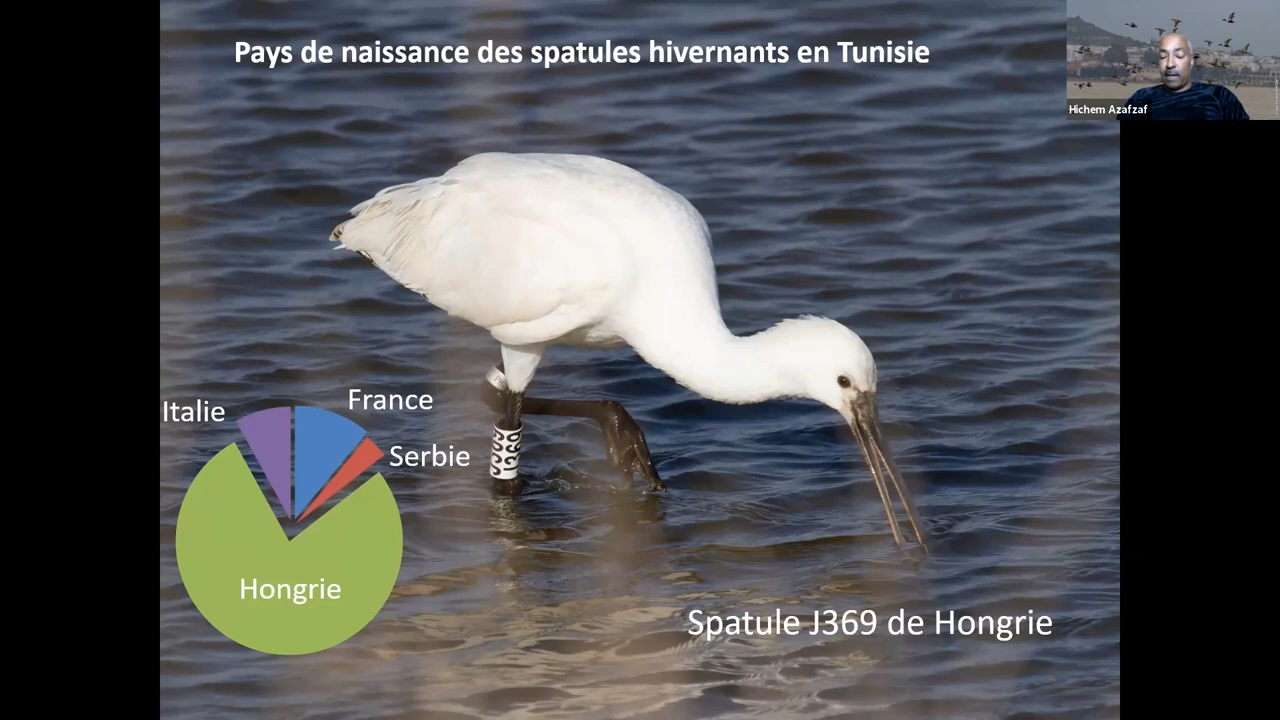 Pays de naissance des spatules hivernants en Tunisie
Hichem Azafzaf
Italie
France
Serbie
Hongrie
Spatule J369 de Hongrie